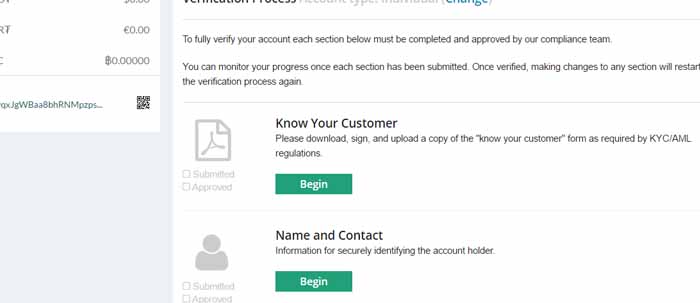 $0.00
Verification Process Account type: Individual (Change)
RT €0.00
To fully verify your account each section below must be completed and approved by our compliance team.
C ฿0.00000
You can monitor your progress once each section has been submitted. Once verified, making changes to any section will restart
the verification process again.
qxJgWBaa8bhRNMpzps...
Know Your Customer
Please download, sign, and upload a copy of the "know your customer" form as required by KYC/AML
regulations.
Submitted
Approved
Begin
Name and Contact
Information for securely identifying the account holder.
Begin
Submitted
Approved